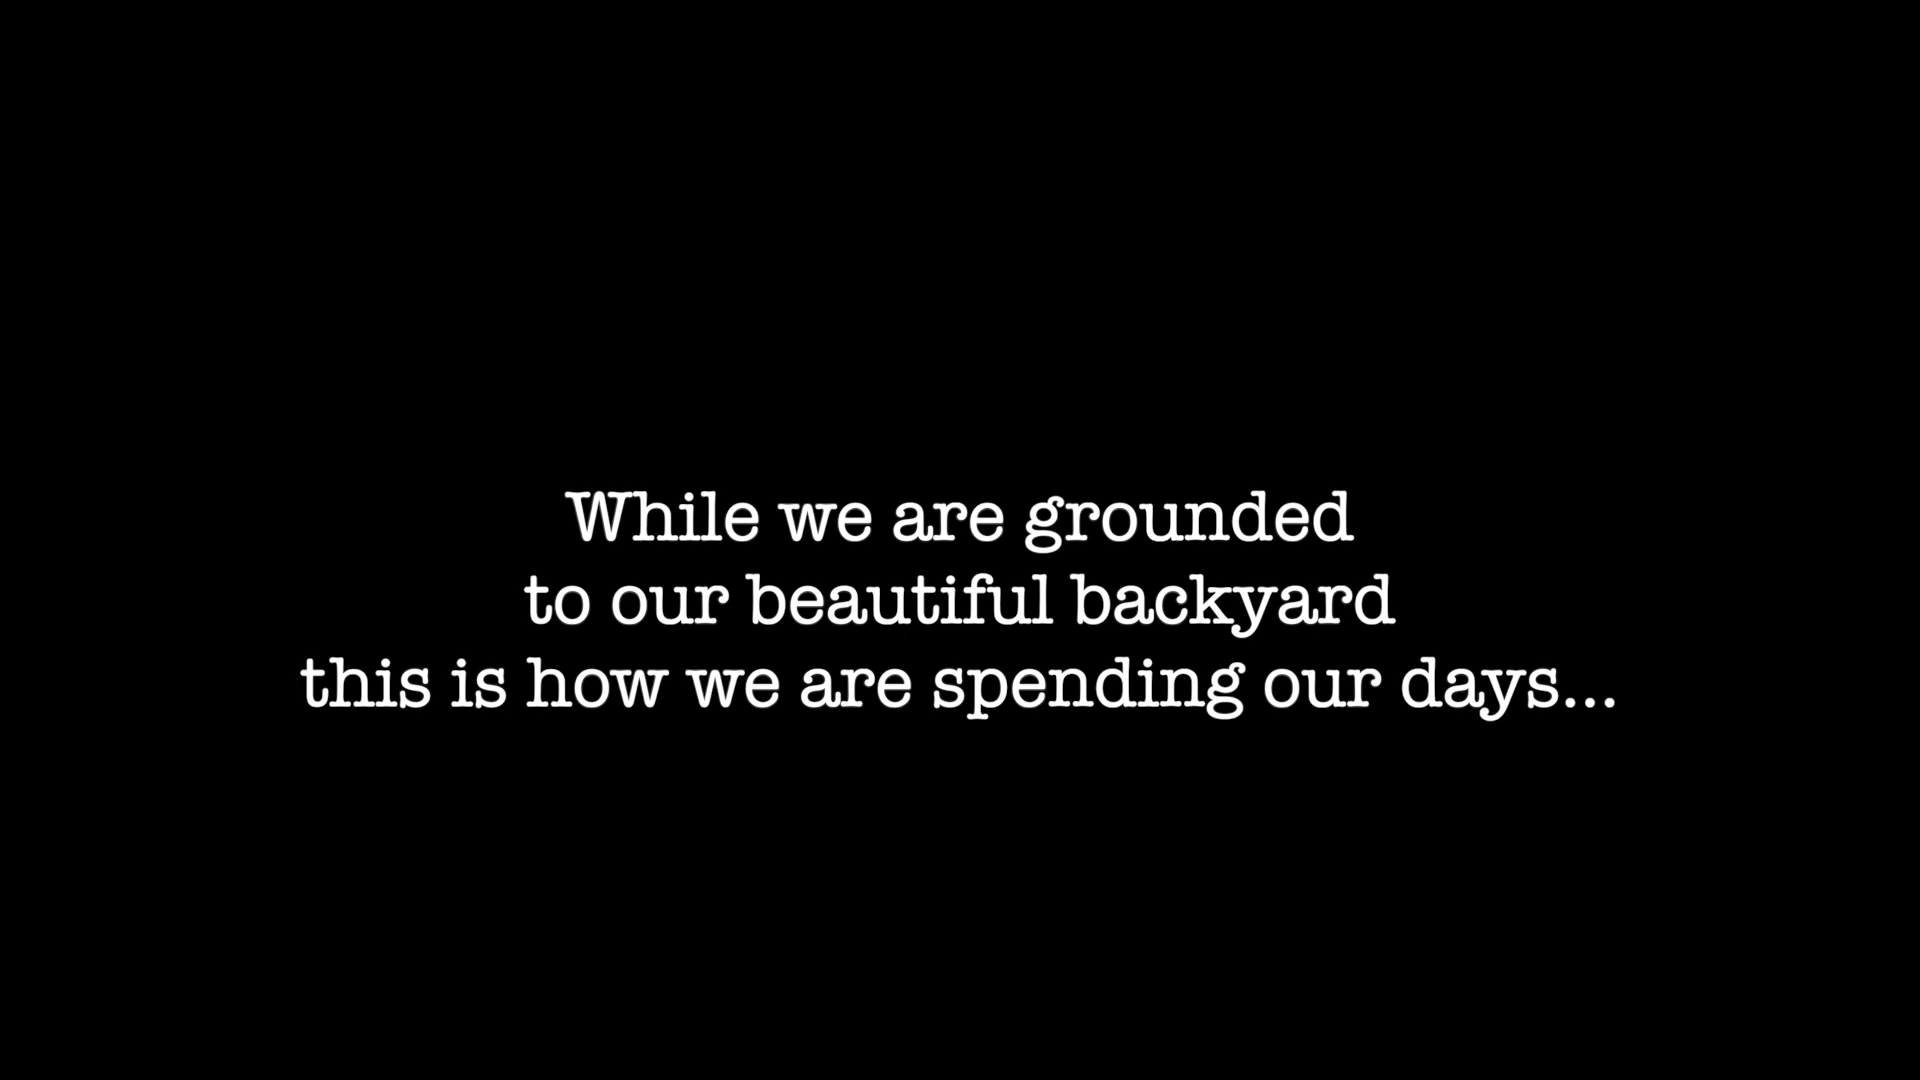 While we are grounded
to our beautiful backyard
this is how we are spending our days...